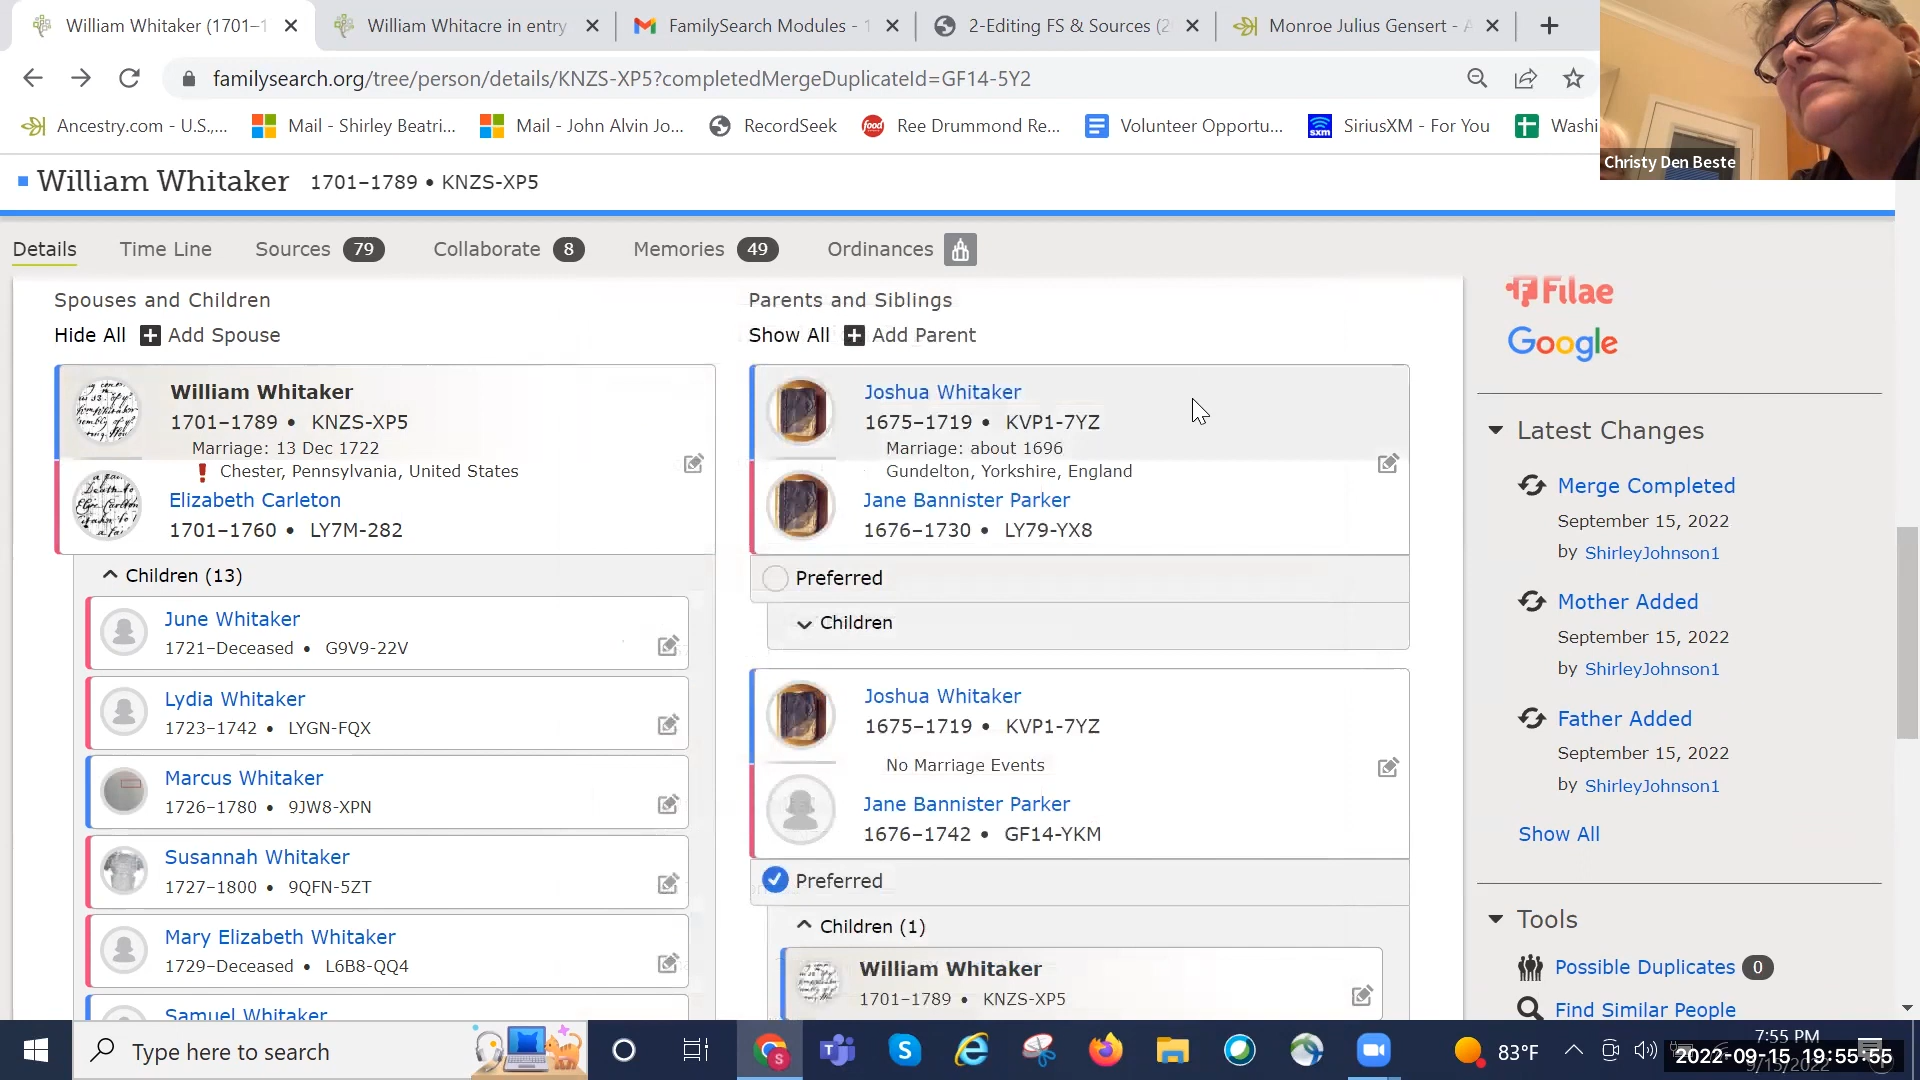 William Whitaker (1701–1
William Whitacre in entry
FamilySearch Modules - 1
2-Editing FS & Sources (2
Monroe Julius Gensert - A
familysearch.org/tree/person/details/KNZS-XP5?completedMergeDuplicateId=GF14-5Y2
Ancestry.com - U.S.,...
Mail - Shirley Beatri...
Mail - John Alvin Jo...
RecordSeek
food
Ree Drummond Re...
Volunteer Opportu...
sxm
SiriusXM - For You
Washi
Christy Den Beste
William Whitaker 1701–1789 • KNZS-XP5
Details
Time Line
Sources 79
Collaborate 8
Memories 49
Ordinances
Spouses and Children
Hide All
Add Spouse
William Whitaker
1701–1789 • KNZS-XP5
Marriage: 13 Dec 1722
Chester, Pennsylvania, United States
Elizabeth Carleton
1701–1760 • LY7M-282
Children (13)
June Whitaker
1721–Deceased • G9V9-22V
Lydia Whitaker
1723–1742 • LYGN-FQX
Marcus Whitaker
1726–1780 • 9JW8-XPN
Susannah Whitaker
1727–1800 • 9QFN-5ZT
Mary Elizabeth Whitaker
1729–Deceased • L6B8-QQ4
Samuel Whitaker
Parents and Siblings
Show All
Add Parent
Joshua Whitaker
1675–1719 • KVP1-7YZ
Marriage: about 1696
Gundelton, Yorkshire, England
Jane Bannister Parker
1676–1730 • LY79-YX8
Preferred
Children
Joshua Whitaker
1675–1719 • KVP1-7YZ
No Marriage Events
Jane Bannister Parker
1676–1742 • GF14-YKM
Preferred
Children (1)
William Whitaker
1701–1789 • KNZS-XP5
Filae
Google
Latest Changes
Merge Completed
September 15, 2022
by ShirleyJohnson1
Mother Added
September 15, 2022
by ShirleyJohnson1
Father Added
September 15, 2022
by ShirleyJohnson1
Show All
Tools
Possible Duplicates 0
Find Similar People
Type here to search
83°F
7:55 PM
9/15/2022
2022-09-15 19:55:55